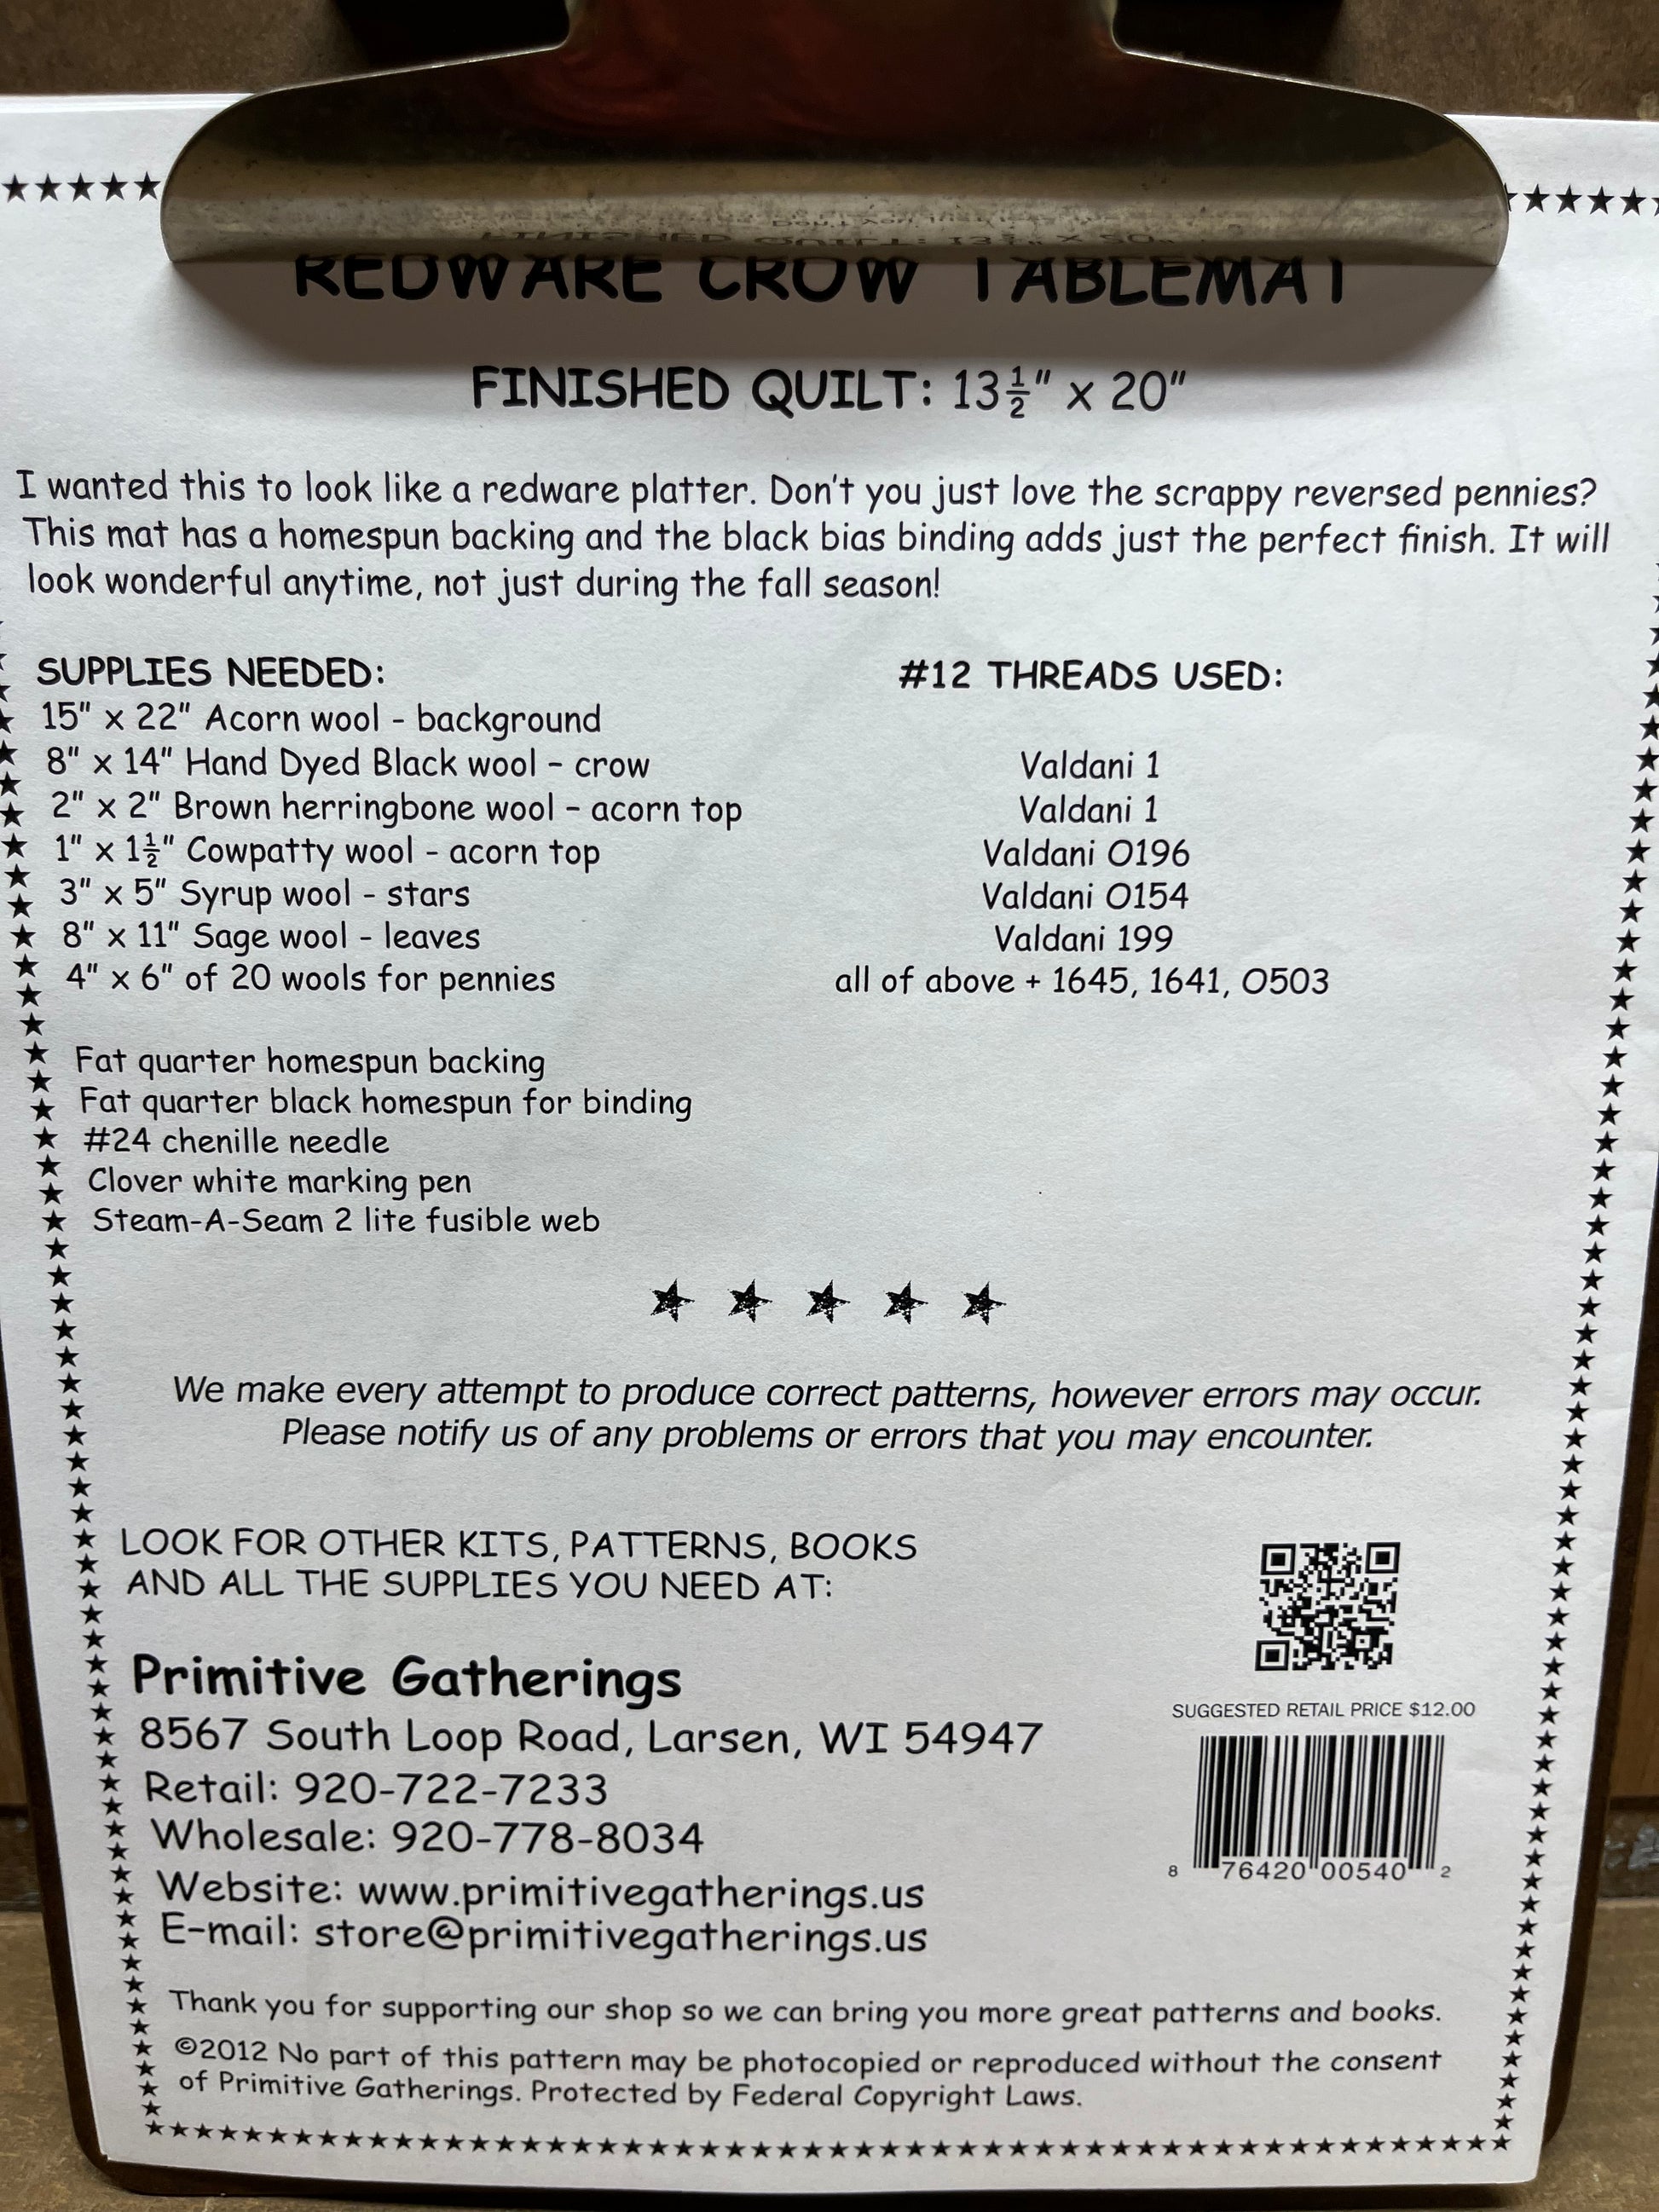 REDWARE CROW TABLEMAT
FINISHED QUILT: 13½" x 20"
I wanted this to look like a redware platter. Don't you just love the scrappy reversed pennies?
This mat has a homespun backing and the black bias binding adds just the perfect finish. It will
look wonderful anytime, not just during the fall season!
SUPPLIES NEEDED:
15" x 22" Acorn wool - background
8" x 14" Hand Dyed Black wool – crow
2" x 2" Brown herringbone wool – acorn top
1" x 1½" Cowpatty wool - acorn top
3" x 5" Syrup wool - stars
8" x 11" Sage wool - leaves
4" x 6" of 20 wools for pennies
#12 THREADS USED:
Valdani 1
Valdani 1
Valdani O196
Valdani O154
Valdani 199
all of above + 1645, 1641, O503
Fat quarter homespun backing
Fat quarter black homespun for binding
#24 chenille needle
Clover white marking pen
Steam-A-Seam 2 lite fusible web
We make every attempt to produce correct patterns, however errors may occur.
Please notify us of any problems or errors that you may encounter.
LOOK FOR OTHER KITS, PATTERNS, BOOKS
AND ALL THE SUPPLIES YOU NEED AT:
Primitive Gatherings
8567 South Loop Road, Larsen, WI 54947
Retail: 920-722-7233
Wholesale: 920-778-8034
Website: www.primitivegatherings.us
E-mail: store@primitivegatherings.us
SUGGESTED RETAIL PRICE $12.00
8 76420 00540 2
Thank you for supporting our shop so we can bring you more great patterns and books.
©2012 No part of this pattern may be photocopied or reproduced without the consent
of Primitive Gatherings. Protected by Federal Copyright Laws.